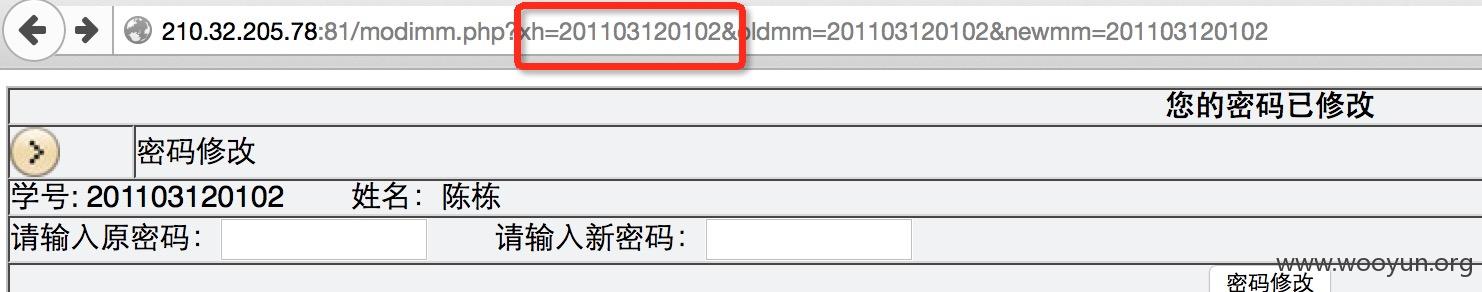 210.32.205.78:81/modimm.php?xh=201103120102&oldmm=201103120102&newmm=201103120102
您的密码已修改
密码修改
学号: 201103120102 姓名：陈栋
请输入原密码： 请输入新密码：
www.wooyun.org
密码修改